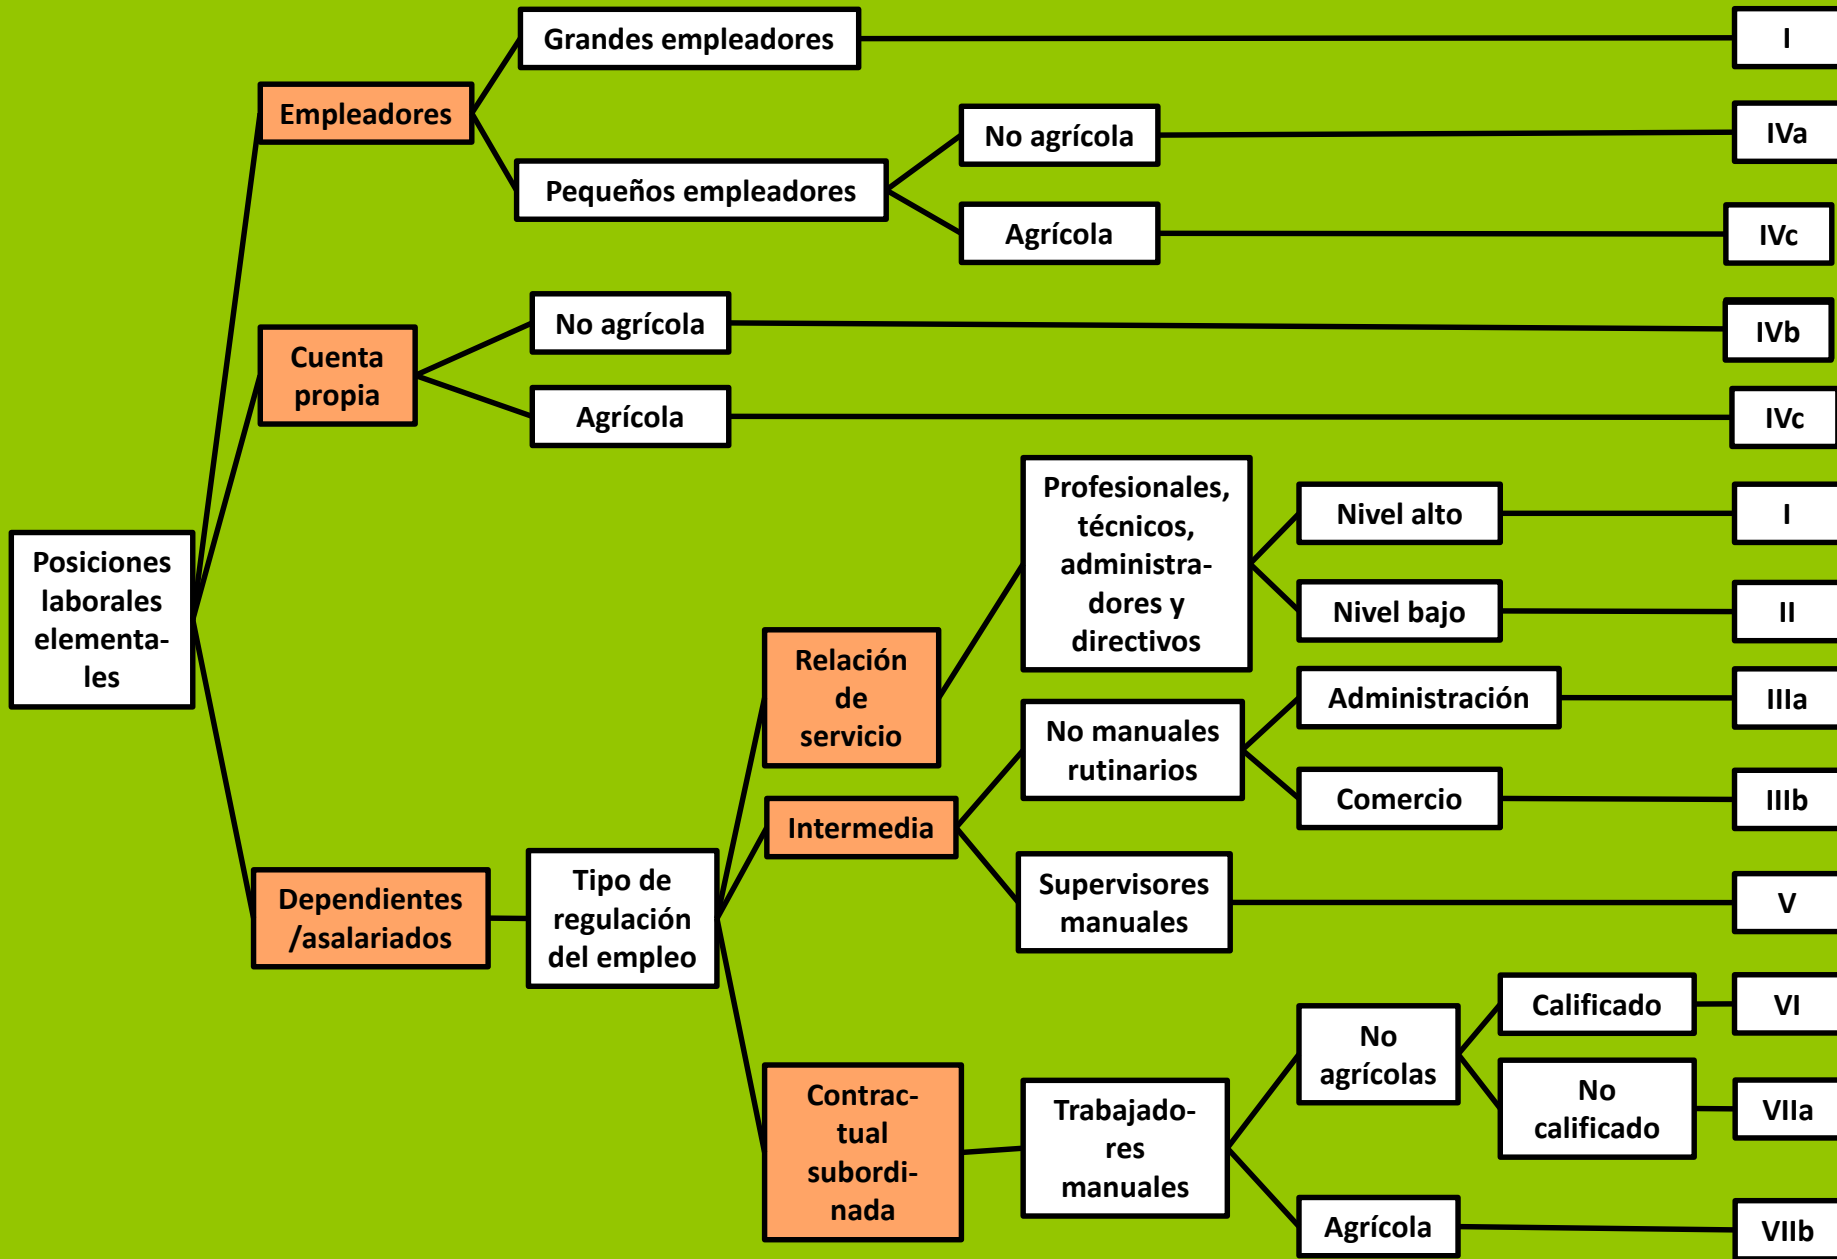 Grandes empleadores
I
Empleadores
No agrícola
IVa
Pequeños empleadores
Agrícola
IVc
No agrícola
IVb
Cuenta
propia
Agrícola
IVc
Posiciones
laborales
elementa-
les
Profesionales,
técnicos,
administra-
dores y
directivos
Nivel alto
I
Nivel bajo
II
Relación
de
servicio
Administración
IIIa
No manuales
rutinarios
Comercio
IIIb
Intermedia
Dependientes
/asalariados
Tipo de
regulación
del empleo
Supervisores
manuales
V
Calificado
VI
No
agrícolas
No
calificado
VIIa
Contrac-
tual
subordi-
nada
Trabajado-
res
manuales
Agrícola
VIIb